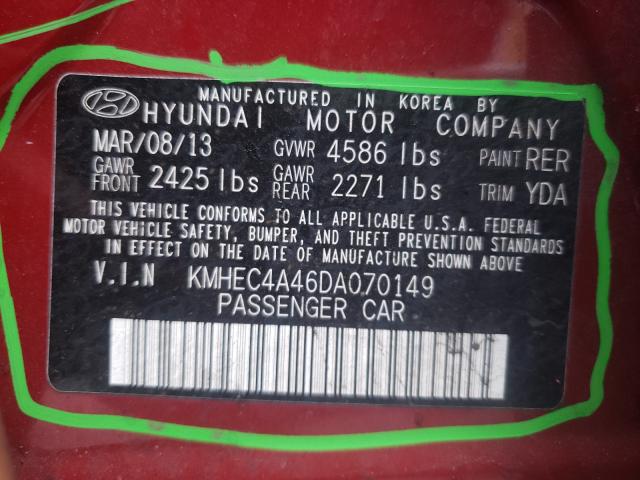 MANUFACTURED IN KOREA BY
HYUNDAI MOTOR COMPANY
MAR/08/13 GVWR 4586 lbs PAINT RER
GAWR FRONT 2425 lbs GAWR REAR 2271 lbs TRIM YDA
THIS VEHICLE CONFORMS TO ALL APPLICABLE U.S.A. FEDERAL
MOTOR VEHICLE SAFETY, BUMPER, AND THEFT PREVENTION STANDARDS
IN EFFECT ON THE DATE OF MANUFACTURE SHOWN ABOVE.
V.I.N KMHEC4A46DA070149
PASSENGER CAR